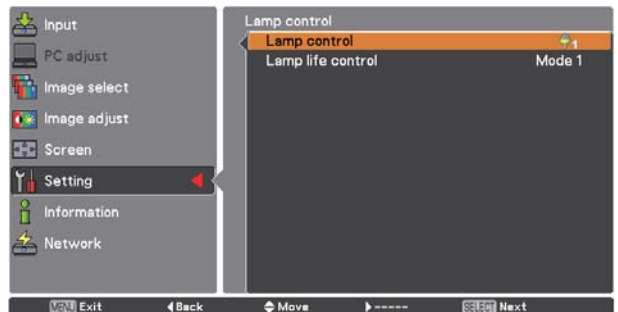 Input
PC adjust
Image select
Image adjust
Screen
Setting
Information
Network
Lamp control
Lamp control 1
Lamp life control Mode 1
MENU Exit Back Move ----- SELECT Next